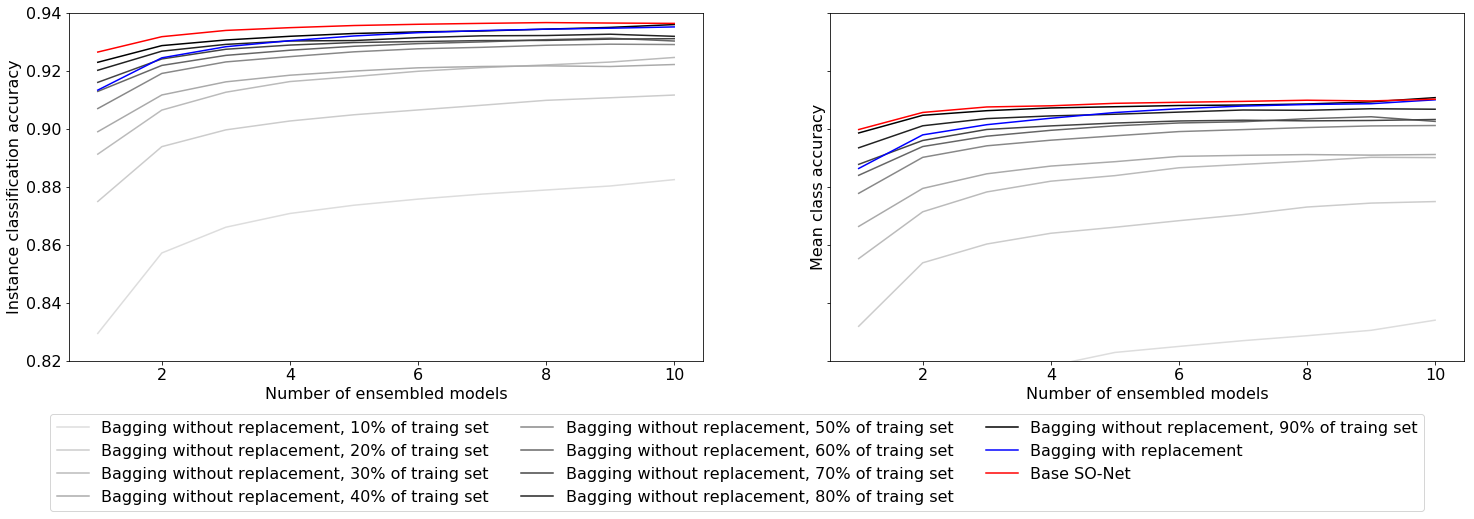 0.94
0.92
0.90
0.88
0.86
0.84
0.82
Instance classification accuracy
2 4 6 8 10
Number of ensembled models
Mean class accuracy
2 4 6 8 10
Number of ensembled models
Bagging without replacement, 10% of traing set
Bagging without replacement, 20% of traing set
Bagging without replacement, 30% of traing set
Bagging without replacement, 40% of traing set
Bagging without replacement, 50% of traing set
Bagging without replacement, 60% of traing set
Bagging without replacement, 70% of traing set
Bagging without replacement, 80% of traing set
Bagging without replacement, 90% of traing set
Bagging with replacement
Base SO-Net